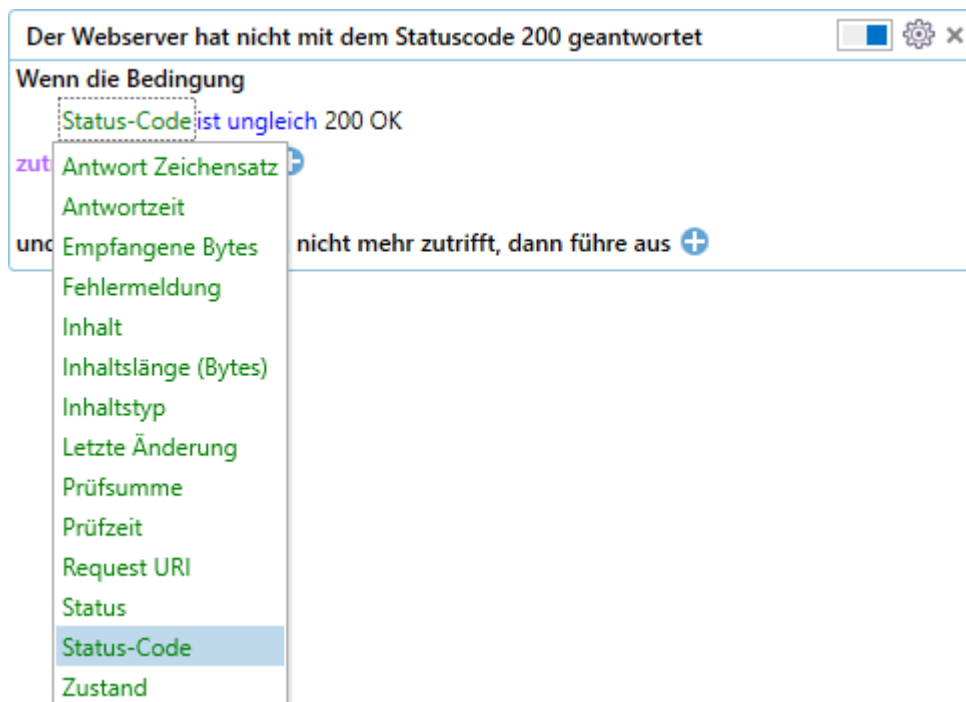 Der Webserver hat nicht mit dem Statuscode 200 geantwortet
Wenn die Bedingung
Status-Code ist ungleich 200 OK
Antwort Zeichensatz
Antwortzeit
nicht mehr zutrifft, dann führe aus
Empfangene Bytes
Fehlermeldung
Inhalt
Inhaltslänge (Bytes)
Inhaltstyp
Letzte Änderung
Prüfsumme
Prüfzeit
Request URI
Status
Status-Code
Zustand